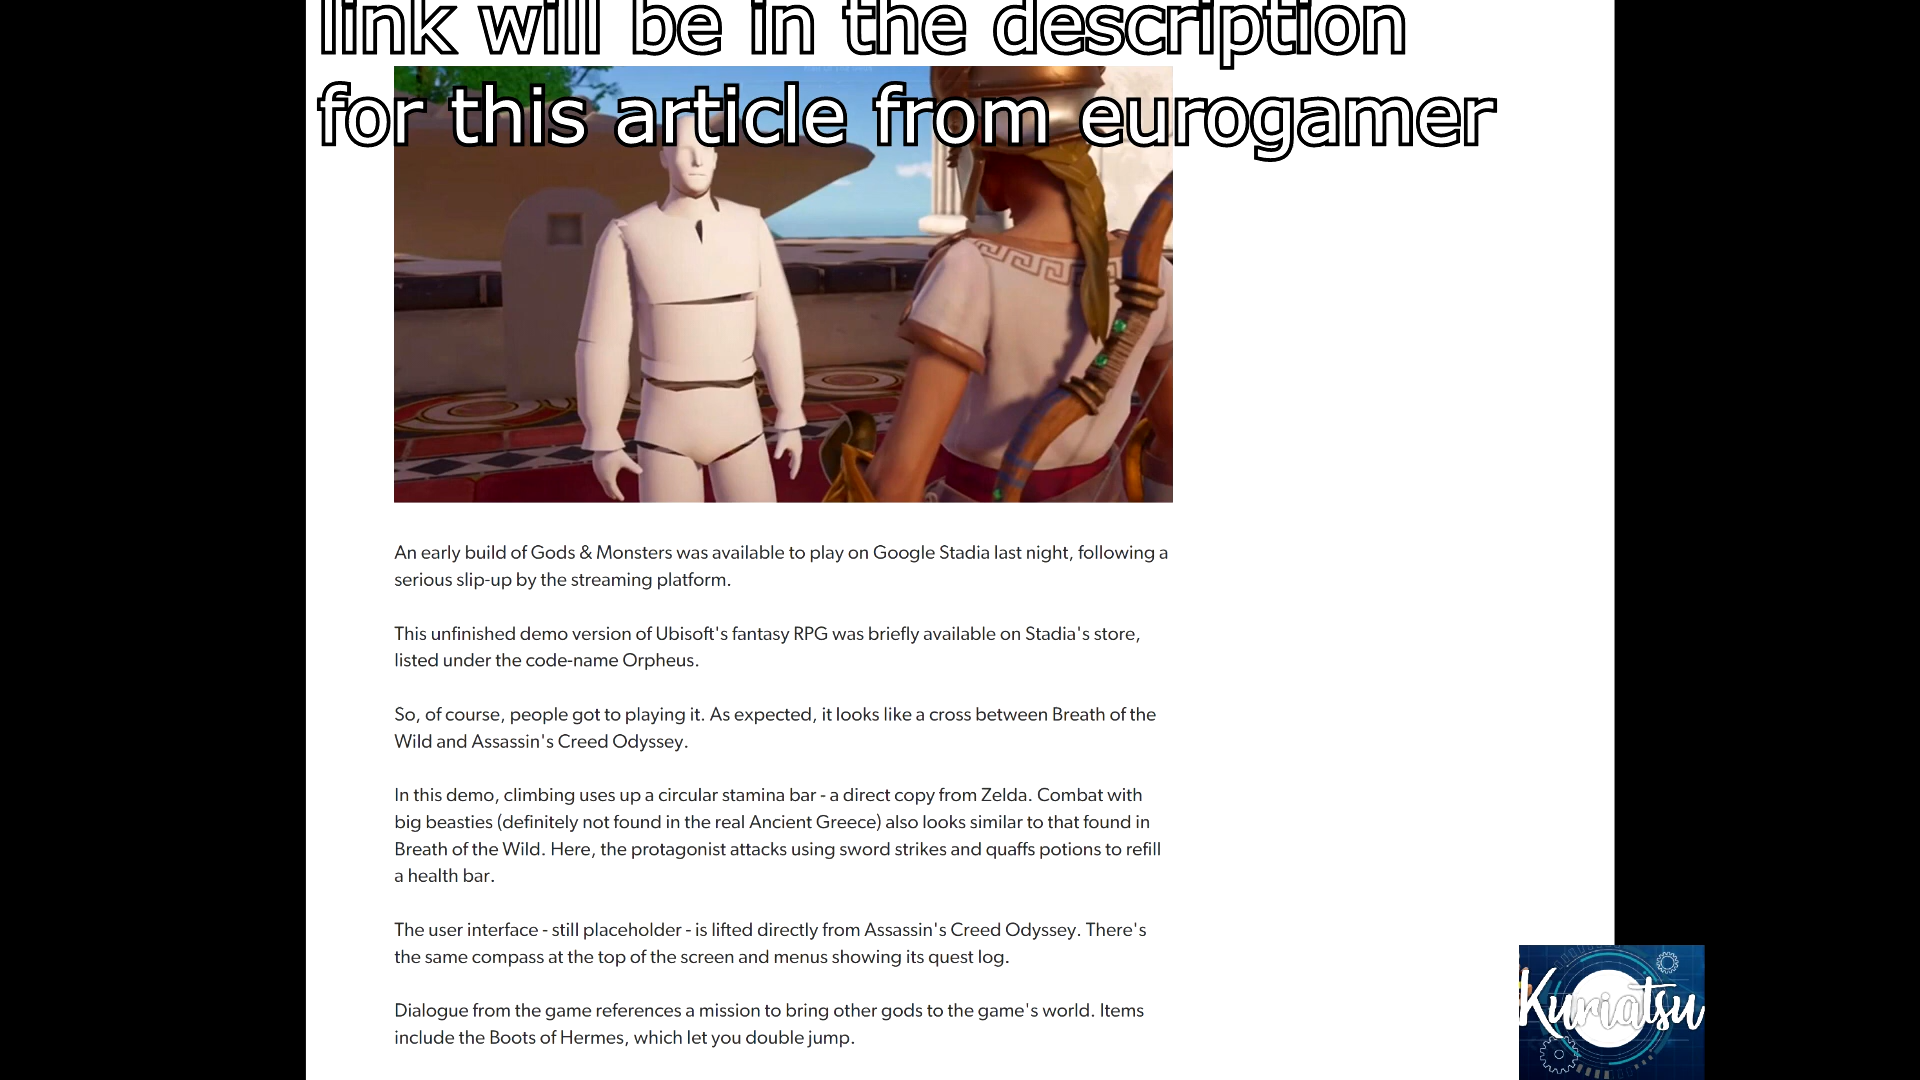 link will be in the description
for this article from eurogamer
An early build of Gods & Monsters was available to play on Google Stadia last night, following a
serious slip-up by the streaming platform.
This unfinished demo version of Ubisoft's fantasy RPG was briefly available on Stadia's store,
listed under the code-name Orpheus.
So, of course, people got to playing it. As expected, it looks like a cross between Breath of the
Wild and Assassin's Creed Odyssey.
In this demo, climbing uses up a circular stamina bar - a direct copy from Zelda. Combat with
big beasties (definitely not found in the real Ancient Greece) also looks similar to that found in
Breath of the Wild. Here, the protagonist attacks using sword strikes and quaffs potions to refill
a health bar.
The user interface - still placeholder - is lifted directly from Assassin's Creed Odyssey. There's
the same compass at the top of the screen and menus showing its quest log.
Dialogue from the game references a mission to bring other gods to the game's world. Items
include the Boots of Hermes, which let you double jump.
Kuriatsu